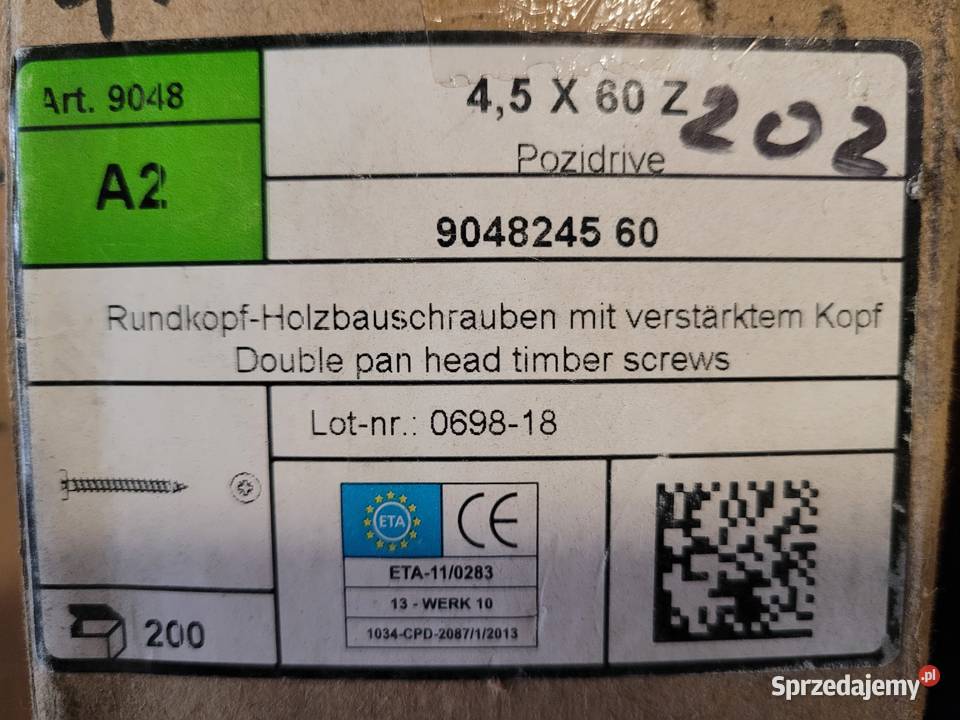 Art. 9048
A2
4,5 X 60 Z
202
Pozidrive
9048245 60
Rundkopf-Holzbauschrauben mit verstärktem Kopf
Double pan head timber screws
Lot-nr.: 0698-18
ETA CE
ETA-11/0283
13 - WERK 10
1034-CPD-2087/1/2013
200
Sprzedajemy.pl